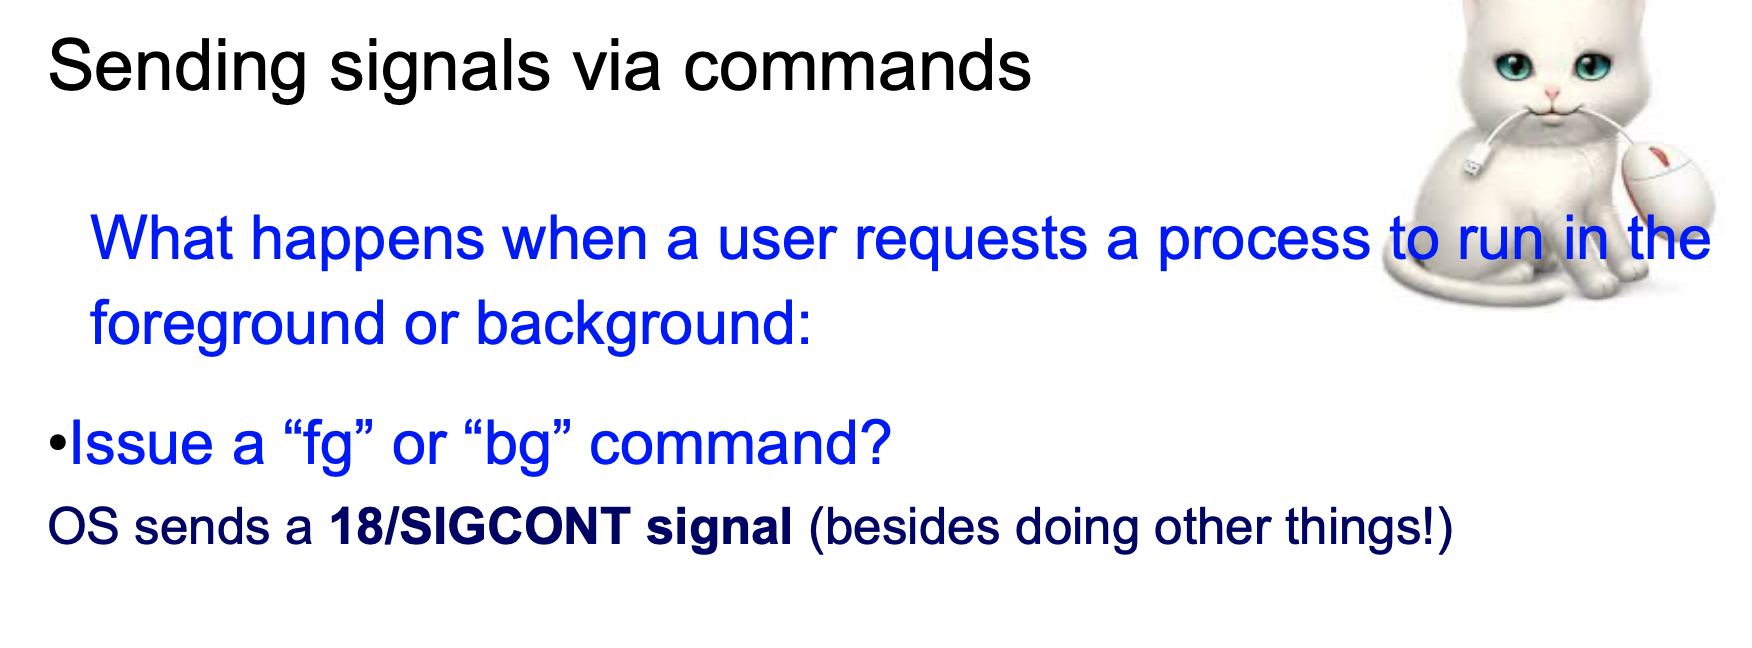 Sending signals via commands
What happens when a user requests a process to run in the
foreground or background:
•Issue a “fg” or “bg” command?
OS sends a 18/SIGCONT signal (besides doing other things!)